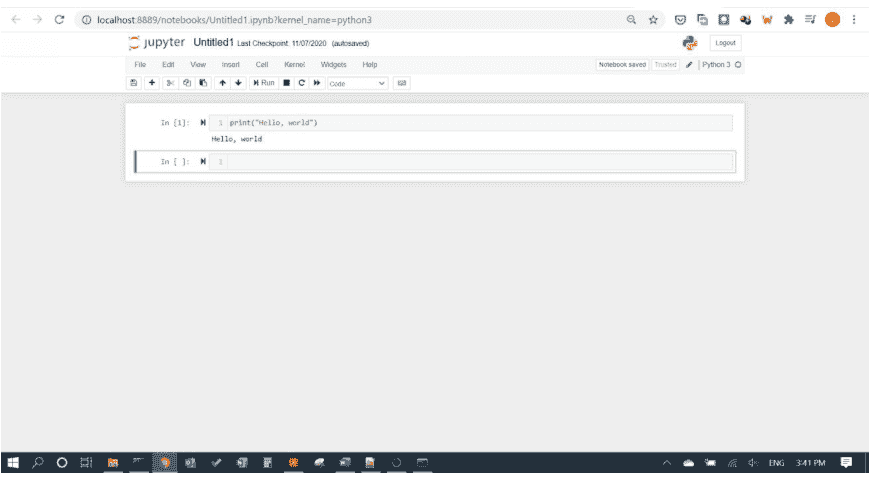 localhost:8889/notebooks/Untitled1.ipynb?kernel_name=python3
jupyter Untitled1 Last Checkpoint: 11/07/2020 (autosaved)
Logout
File Edit View Insert Cell Kernel Widgets Help
Notebook saved Trusted Python 3
Run Code
In [1]: 1 print("Hello, world")
Hello, world
In [ ]: 1
ENG 3:41 PM